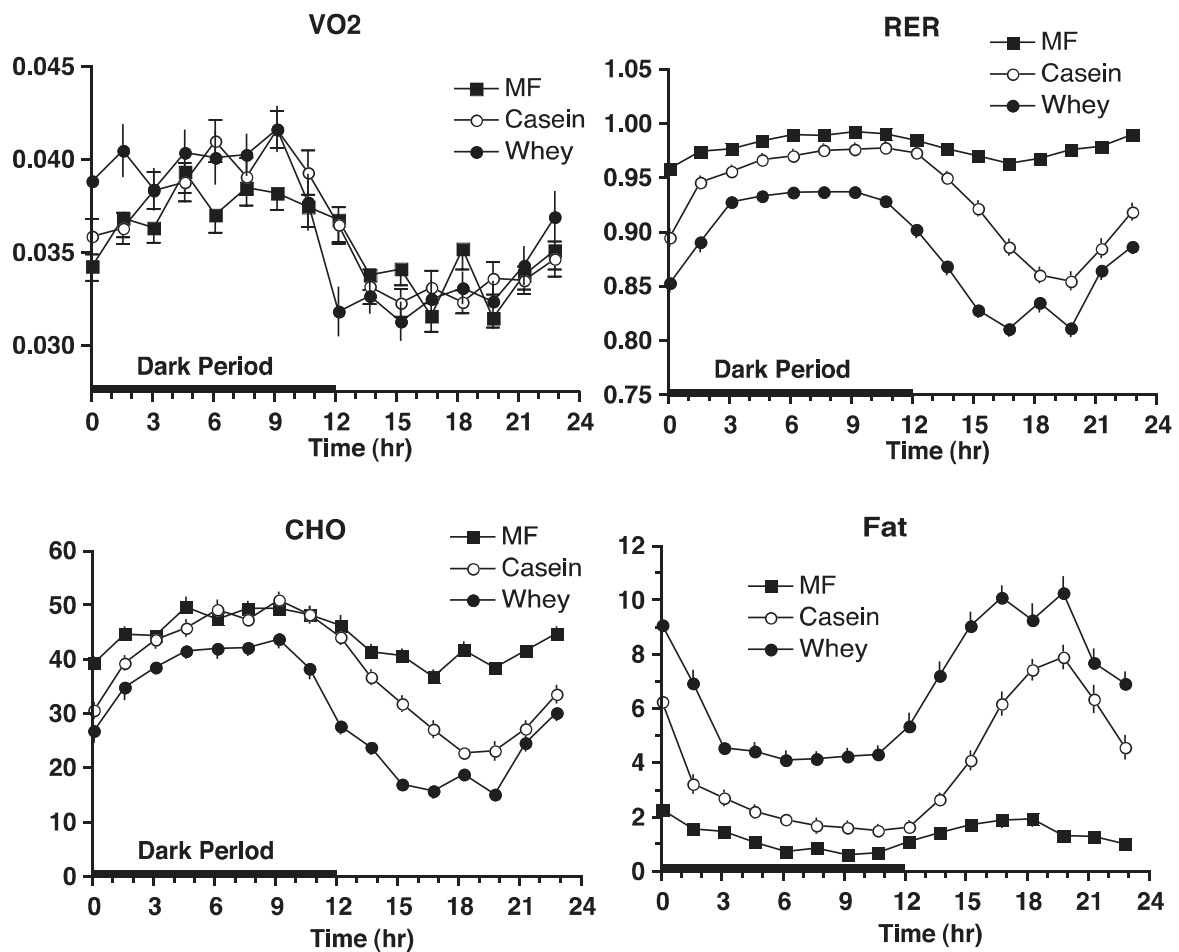 VO2
MF
Casein
Whey
0.045
0.040
0.035
0.030
Dark Period
0 3 6 9 12 15 18 21 24
Time (hr)
RER
MF
Casein
Whey
1.05
1.00
0.95
0.90
0.85
0.80
0.75
Dark Period
0 3 6 9 12 15 18 21 24
Time (hr)
CHO
MF
Casein
Whey
60
50
40
30
20
10
0
Dark Period
0 3 6 9 12 15 18 21 24
Time (hr)
Fat
MF
Casein
Whey
12
10
8
6
4
2
0
0 3 6 9 12 15 18 21 24
Time (hr)